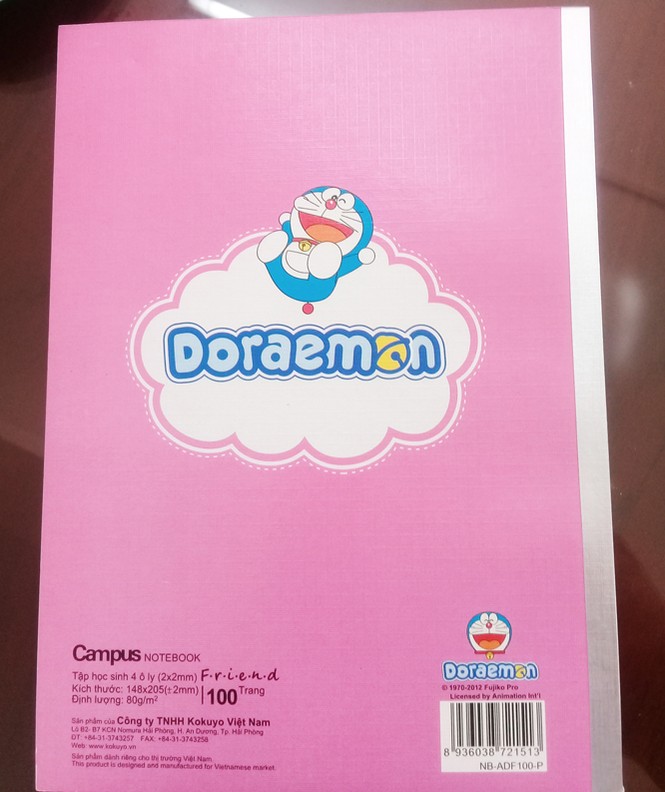 Doraemon
Campus NOTEBOOK
Tập học sinh 4 ô ly (2x2mm) F·r·i·e·n·d
Kích thước: 148x205(±2mm)
Định lượng: 80g/m²
100 Trang
Sản phẩm của Công ty TNHH Kokuyo Việt Nam
Lô B2- B7 KCN Nomura Hải Phòng, H. An Dương, Tp. Hải Phòng
ĐT: +84-31-3743257 FAX: +84-31-3743258
Web: www.kokuyo.vn
Sản phẩm dành riêng cho thị trường Việt Nam.
This product is designed and manufactured for Vietnamese market.
Doraemon
© 1970-2012 Fujiko Pro
Licensed by Animation Int'l
8 936038 721513
NB-ADF100-P